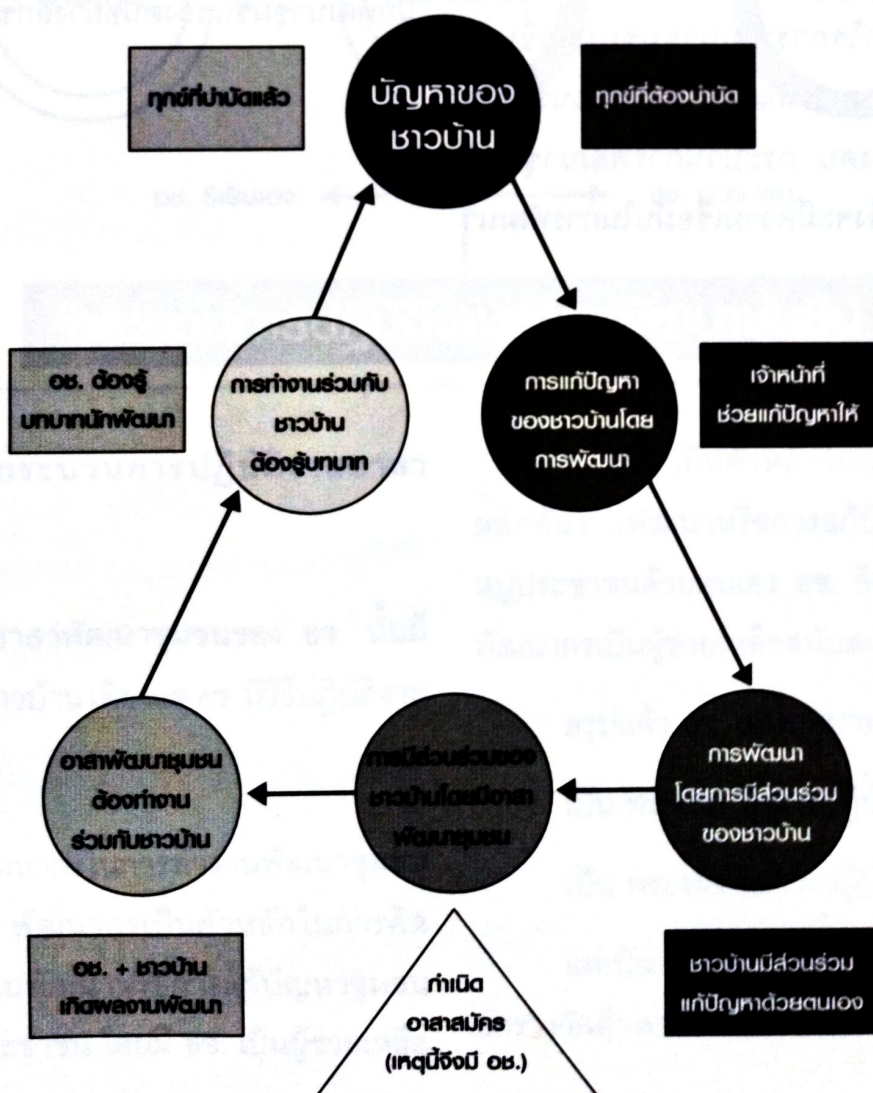 ทุกข์ที่บำบัดแล้ว
บัญหาของ
ชาวบ้าน
ทุกข์ที่ต้องบำบัด
อช. ต้องรู้
บทบาทนักพัฒนา
การทำงานร่วมกับ
ชาวบ้าน
ต้องรู้บทบาท
การแก้ปัญหา
ของชาวบ้านโดย
การพัฒนา
เจ้าหน้าที่
ช่วยแก้ปัญหาให้
อาสาพัฒนาชุมชน
ต้องทำงาน
ร่วมกับชาวบ้าน
การมีส่วนร่วมของ
ชาวบ้านโดยมีอาสา
พัฒนาชุมชน
การพัฒนา
โดยการมีส่วนร่วม
ของชาวบ้าน
อช. + ชาวบ้าน
เกิดผลงานพัฒนา
กำเนิด
อาสาสมัคร
(เหตุนี้จึงมี อช.)
ชาวบ้านมีส่วนร่วม
แก้ปัญหาด้วยตนเอง